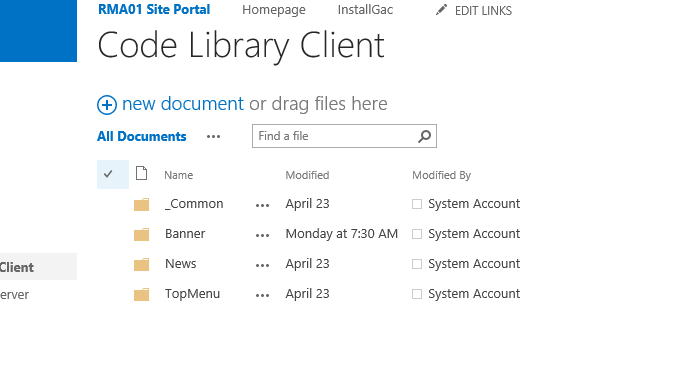 RMA01 Site Portal Homepage InstallGac EDIT LINKS
Code Library Client
new document or drag files here
All Documents ... Find a file
Name Modified Modified By
_Common ... April 23 System Account
Banner ... Monday at 7:30 AM System Account
Client
News ... April 23 System Account
erver
TopMenu ... April 23 System Account